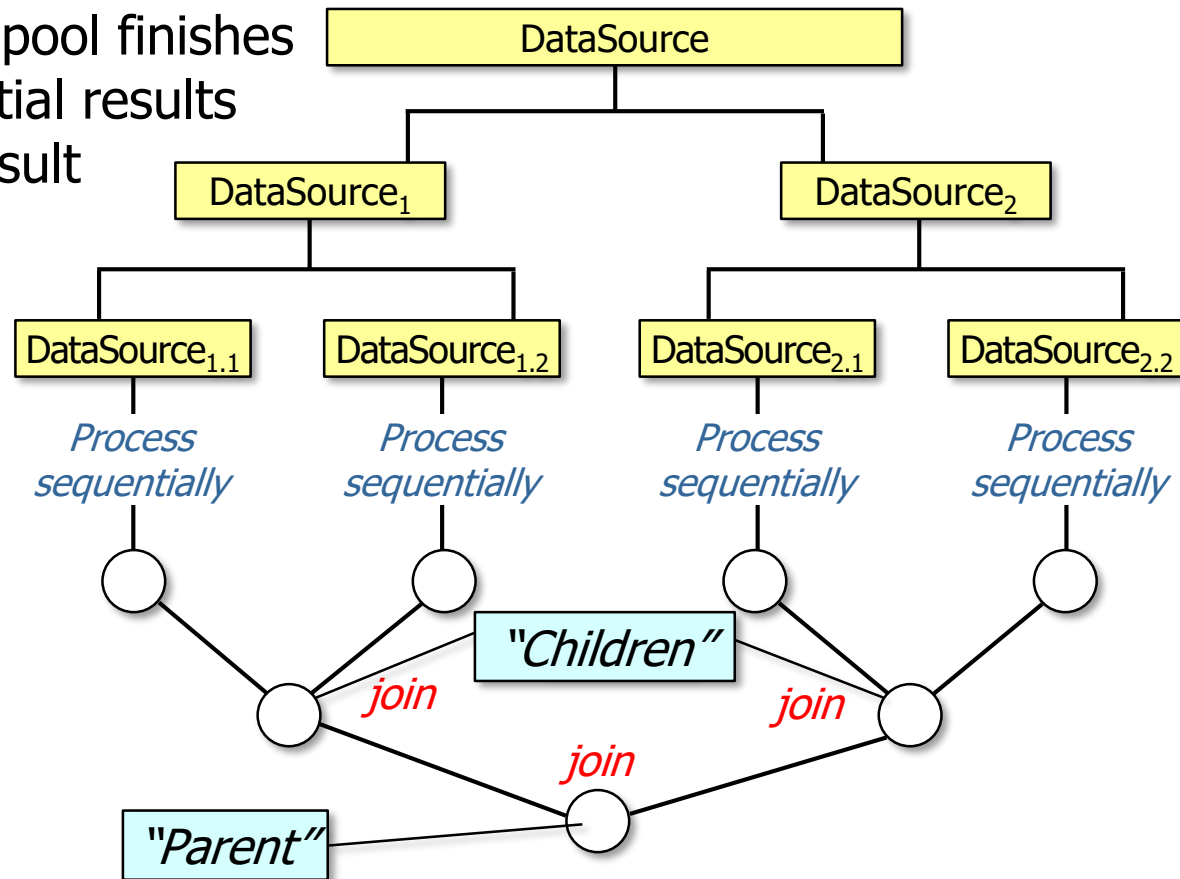 pool finishes
tial results
sult
DataSource
DataSource₁
DataSource₂
DataSource₁.₁
DataSource₁.₂
DataSource₂.₁
DataSource₂.₂
Process
sequentially
Process
sequentially
Process
sequentially
Process
sequentially
“Children”
join
join
join
“Parent”